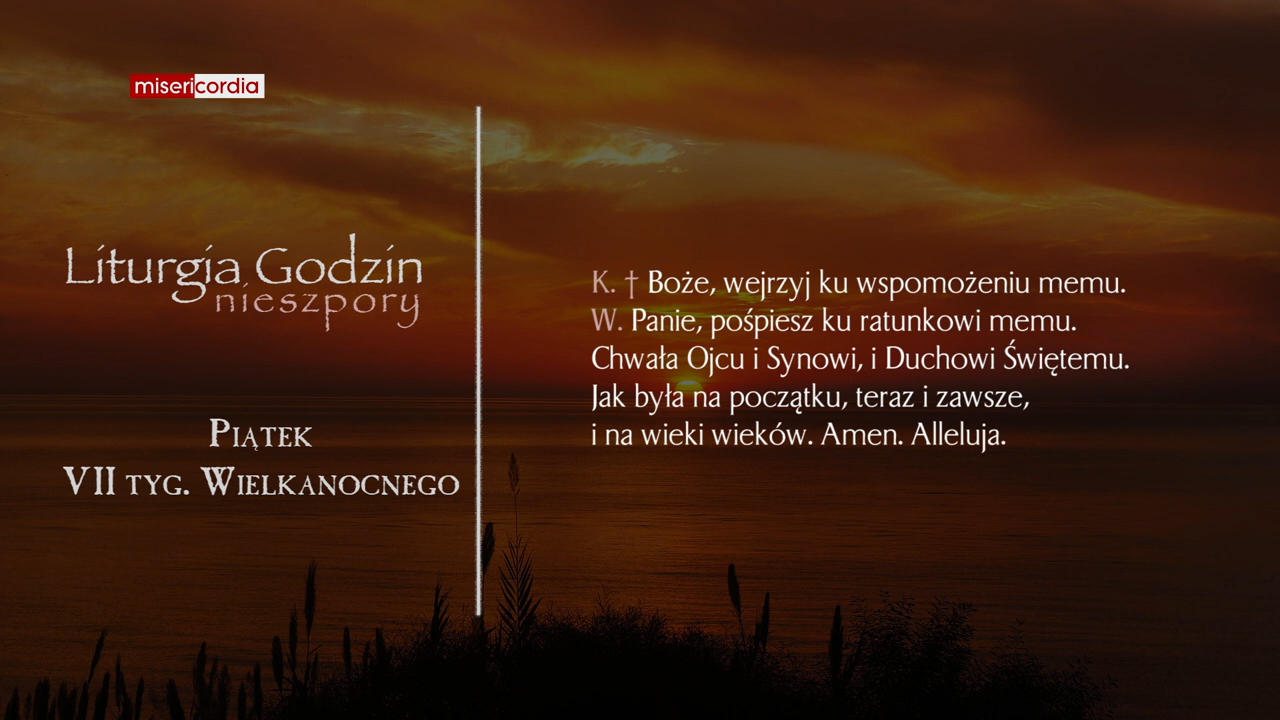 misericordia
Liturgia Godzin
nieszpory
Piątek
VII tyg. Wielkanocnego
K. † Boże, wejrzyj ku wspomożeniu memu.
W. Panie, pośpiesz ku ratunkowi memu.
Chwała Ojcu i Synowi, i Duchowi Świętemu.
Jak była na początku, teraz i zawsze,
i na wieki wieków. Amen. Alleluja.